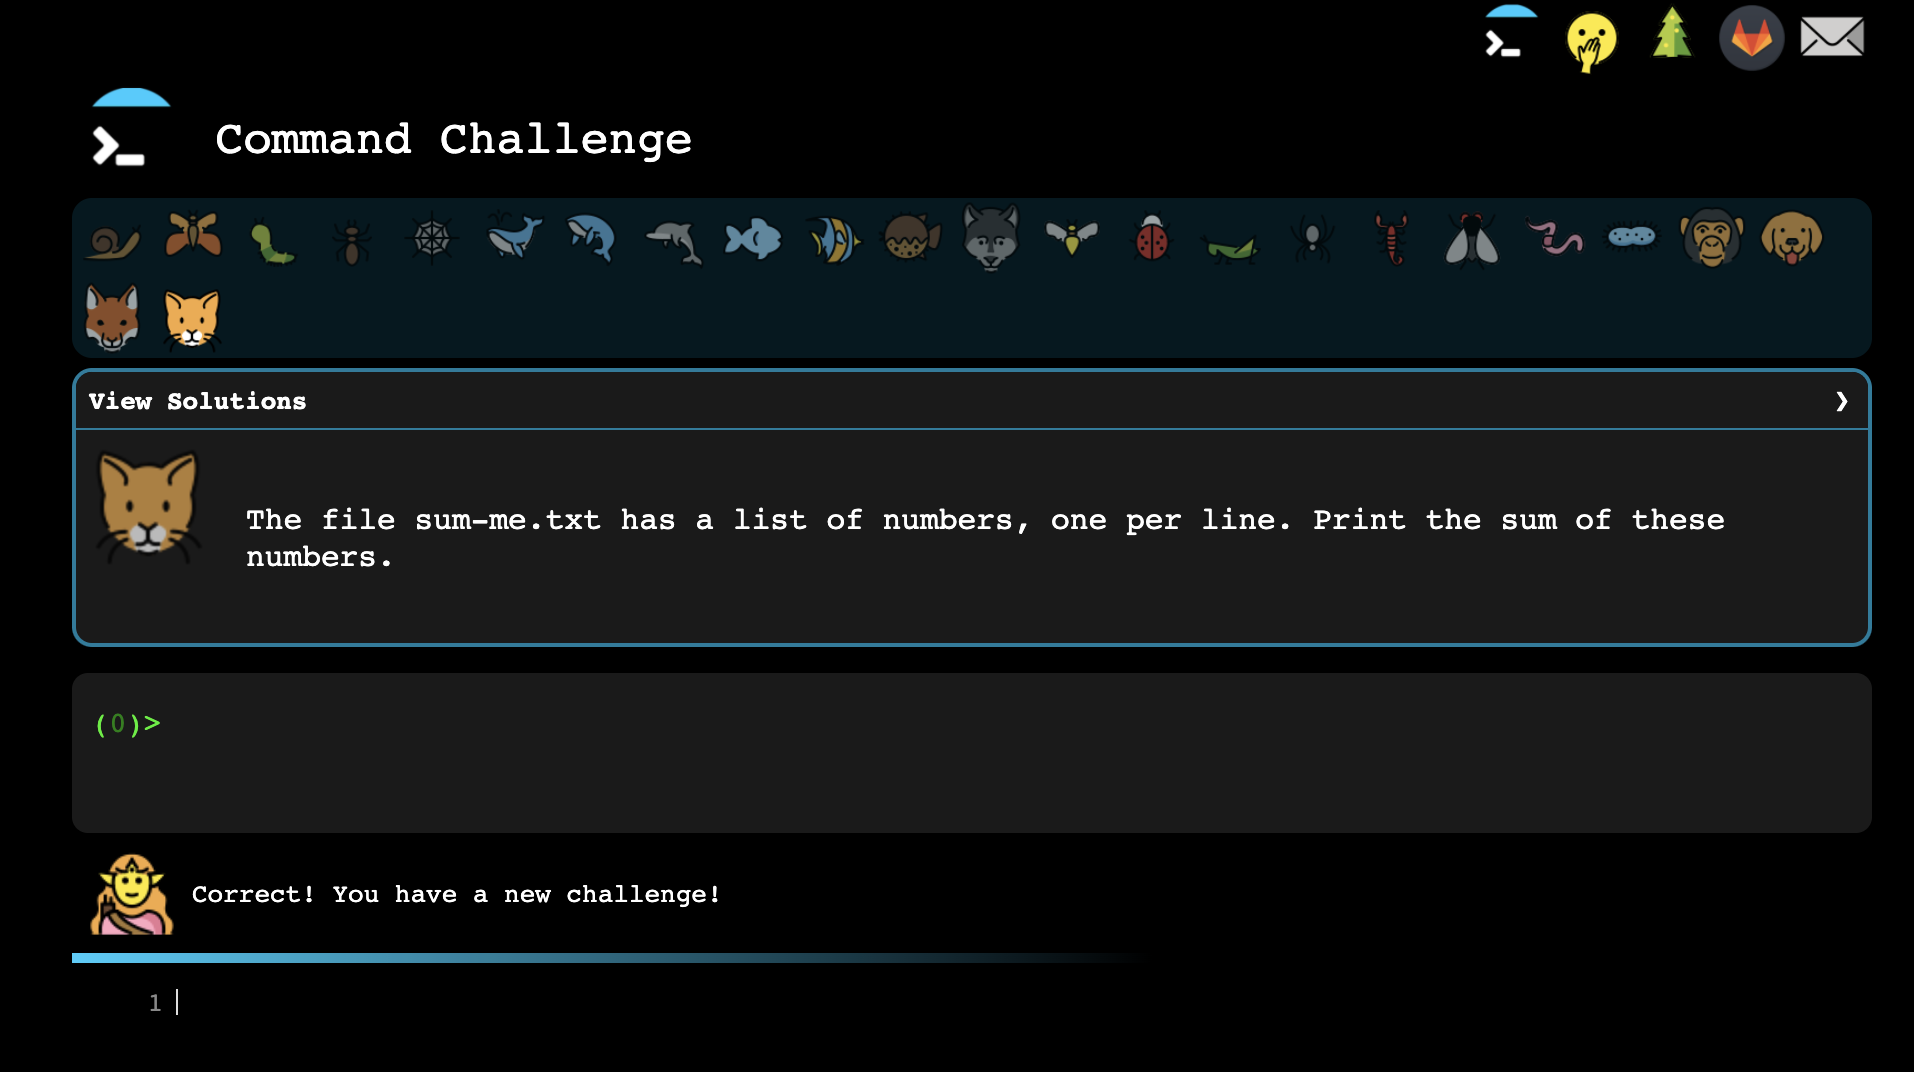 Command Challenge
View Solutions ❯
The file sum-me.txt has a list of numbers, one per line. Print the sum of these
numbers.
(0)>
Correct! You have a new challenge!
1